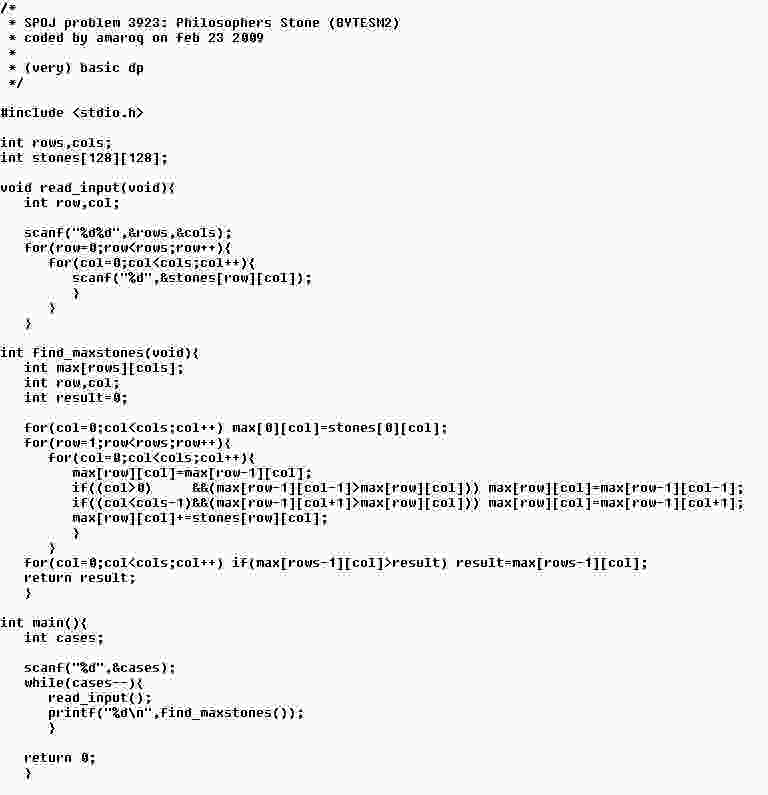 /*
 * SPOJ problem 3923: Philosophers Stone (BYTESM2)
 * coded by amaroq on feb 23 2009
 *
 * (very) basic dp
 */

#include <stdio.h>

int rows,cols;
int stones[128][128];

void read_input(void){
   int row,col;

   scanf("%d%d",&rows,&cols);
   for(row=0;row<rows;row++){
      for(col=0;col<cols;col++){
         scanf("%d",&stones[row][col]);
         }
      }
   }

int find_maxstones(void){
   int max[rows][cols];
   int row,col;
   int result=0;

   for(col=0;col<cols;col++) max[0][col]=stones[0][col];
   for(row=1;row<rows;row++){
      for(col=0;col<cols;col++){
         max[row][col]=max[row-1][col];
         if((col>0)     &&(max[row-1][col-1]>max[row][col])) max[row][col]=max[row-1][col-1];
         if((col<cols-1)&&(max[row-1][col+1]>max[row][col])) max[row][col]=max[row-1][col+1];
         max[row][col]+=stones[row][col];
         }
      }
   for(col=0;col<cols;col++) if(max[rows-1][col]>result) result=max[rows-1][col];
   return result;
   }

int main(){
   int cases;

   scanf("%d",&cases);
   while(cases--){
      read_input();
      printf("%d\n",find_maxstones());
      }

   return 0;
   }